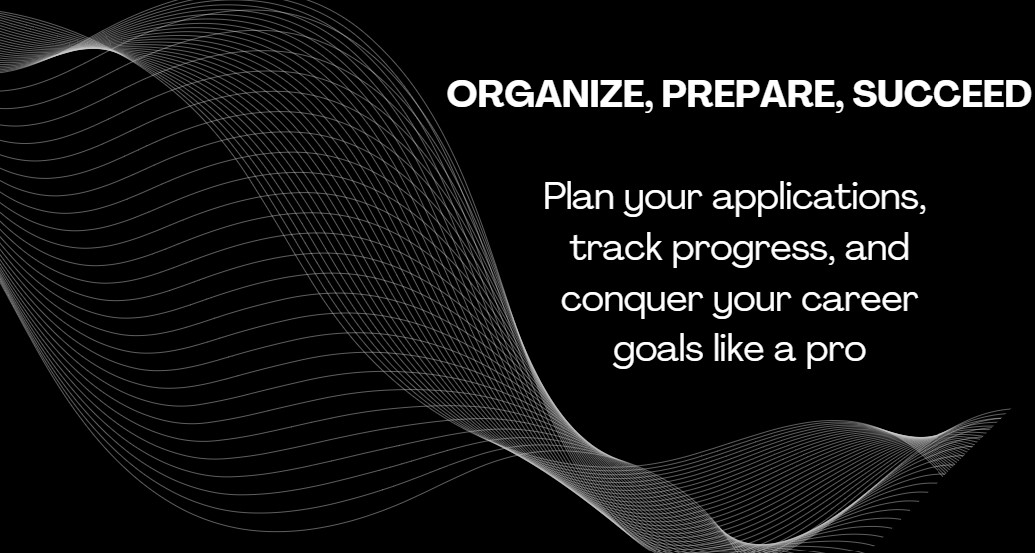 ORGANIZE, PREPARE, SUCCEED
Plan your applications,
track progress, and
conquer your career
goals like a pro